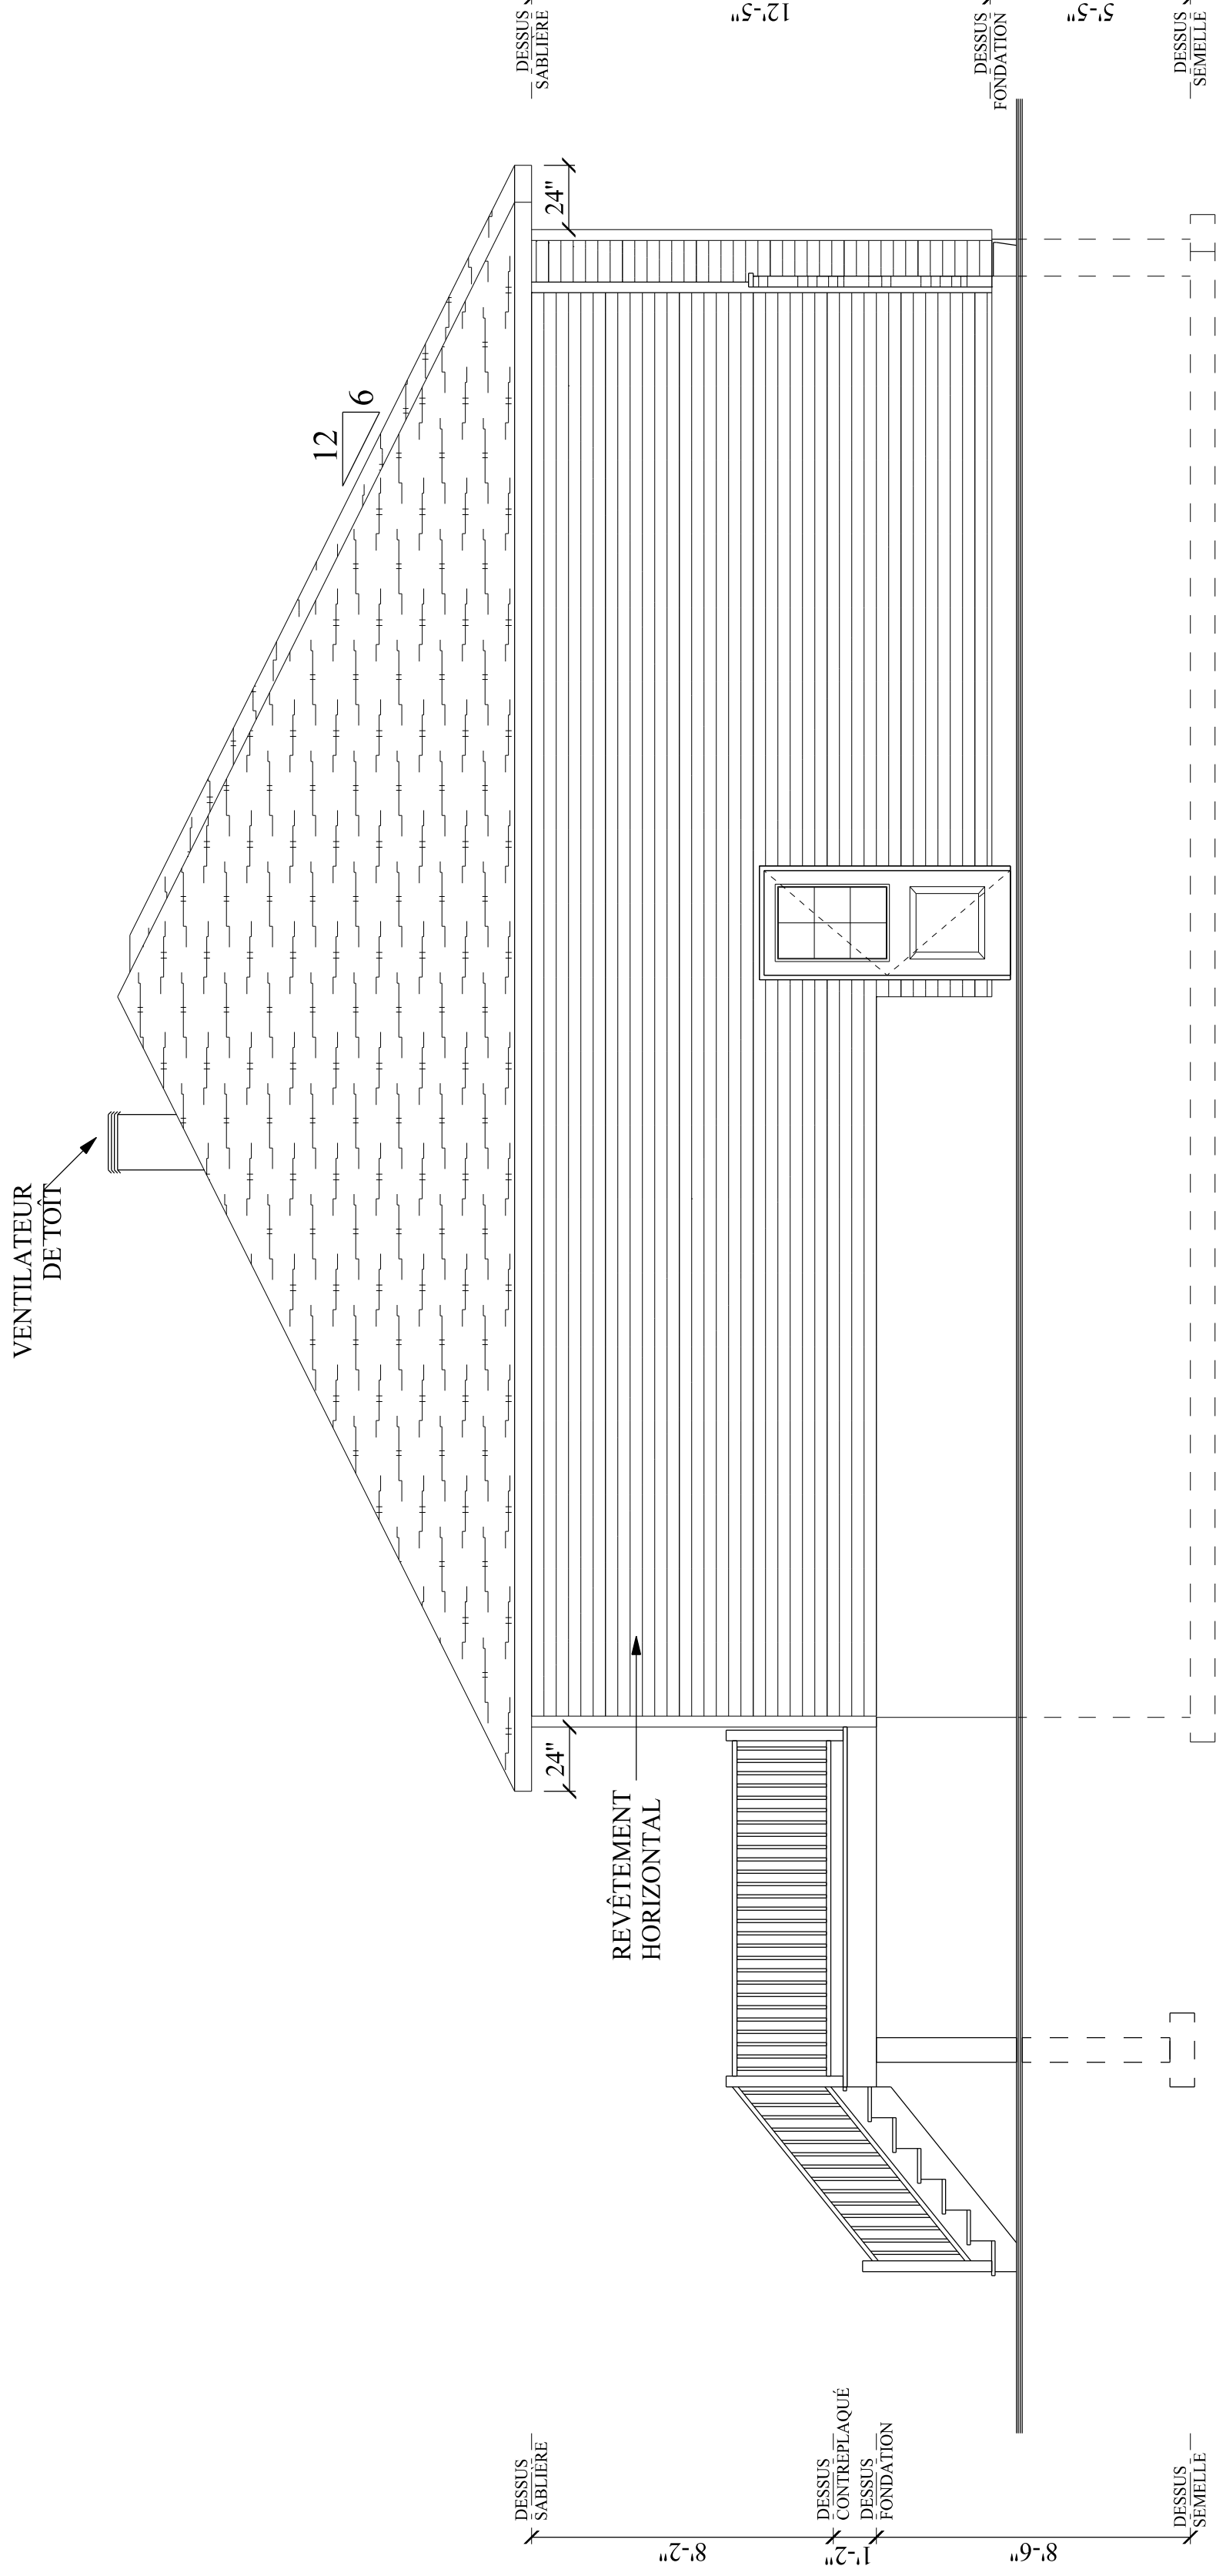 VENTILATEUR
DE TOÎT
12
6
24"
24"
REVÊTEMENT
HORIZONTAL
DESSUS
SABLIÈRE
DESSUS
CONTREPLAQUÉ
DESSUS
FONDATION
DESSUS
SEMELLE
8'-2"
1'-2"
8'-6"
DESSUS
SABLIÈRE
DESSUS
FONDATION
DESSUS
SEMELLE
12'-5"
5'-5"